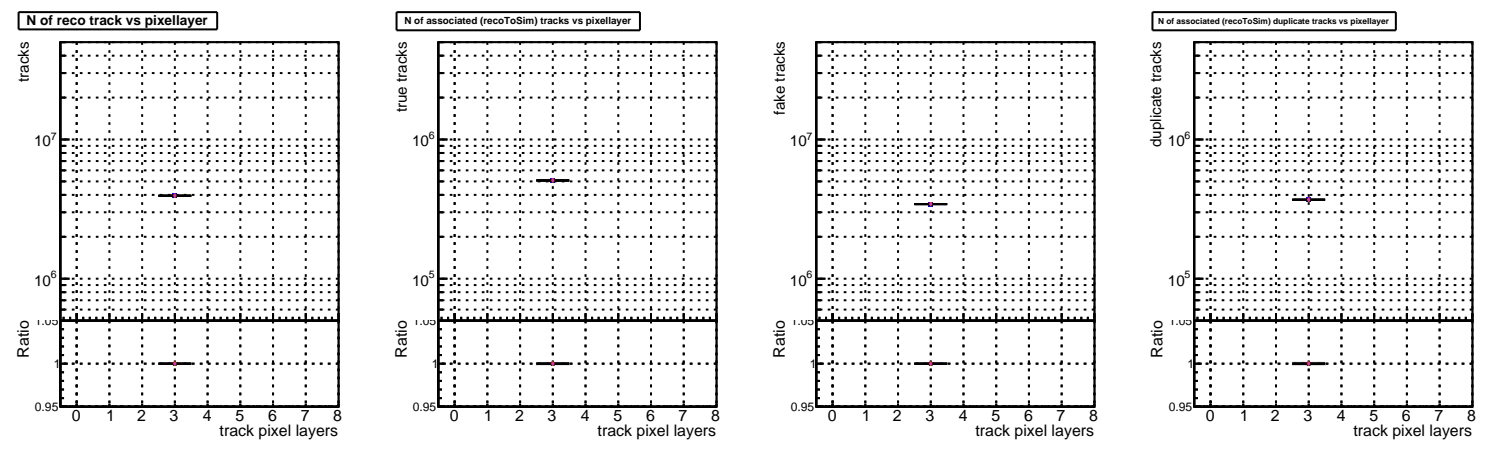 N of reco track vs pixellayer
tracks
10^7
10^6
Ratio
1.05
1
0.95
0 1 2 3 4 5 6 7 8
track pixel layers
N of associated (recoToSim) tracks vs pixellayer
true tracks
10^6
10^5
Ratio
1.05
1
0.95
0 1 2 3 4 5 6 7 8
track pixel layers
fake tracks
10^7
10^6
Ratio
1.05
1
0.95
0 1 2 3 4 5 6 7 8
track pixel layers
N of associated (recoToSim) duplicate tracks vs pixellayer
duplicate tracks
10^6
10^5
Ratio
1.05
1
0.95
0 1 2 3 4 5 6 7 8
track pixel layers